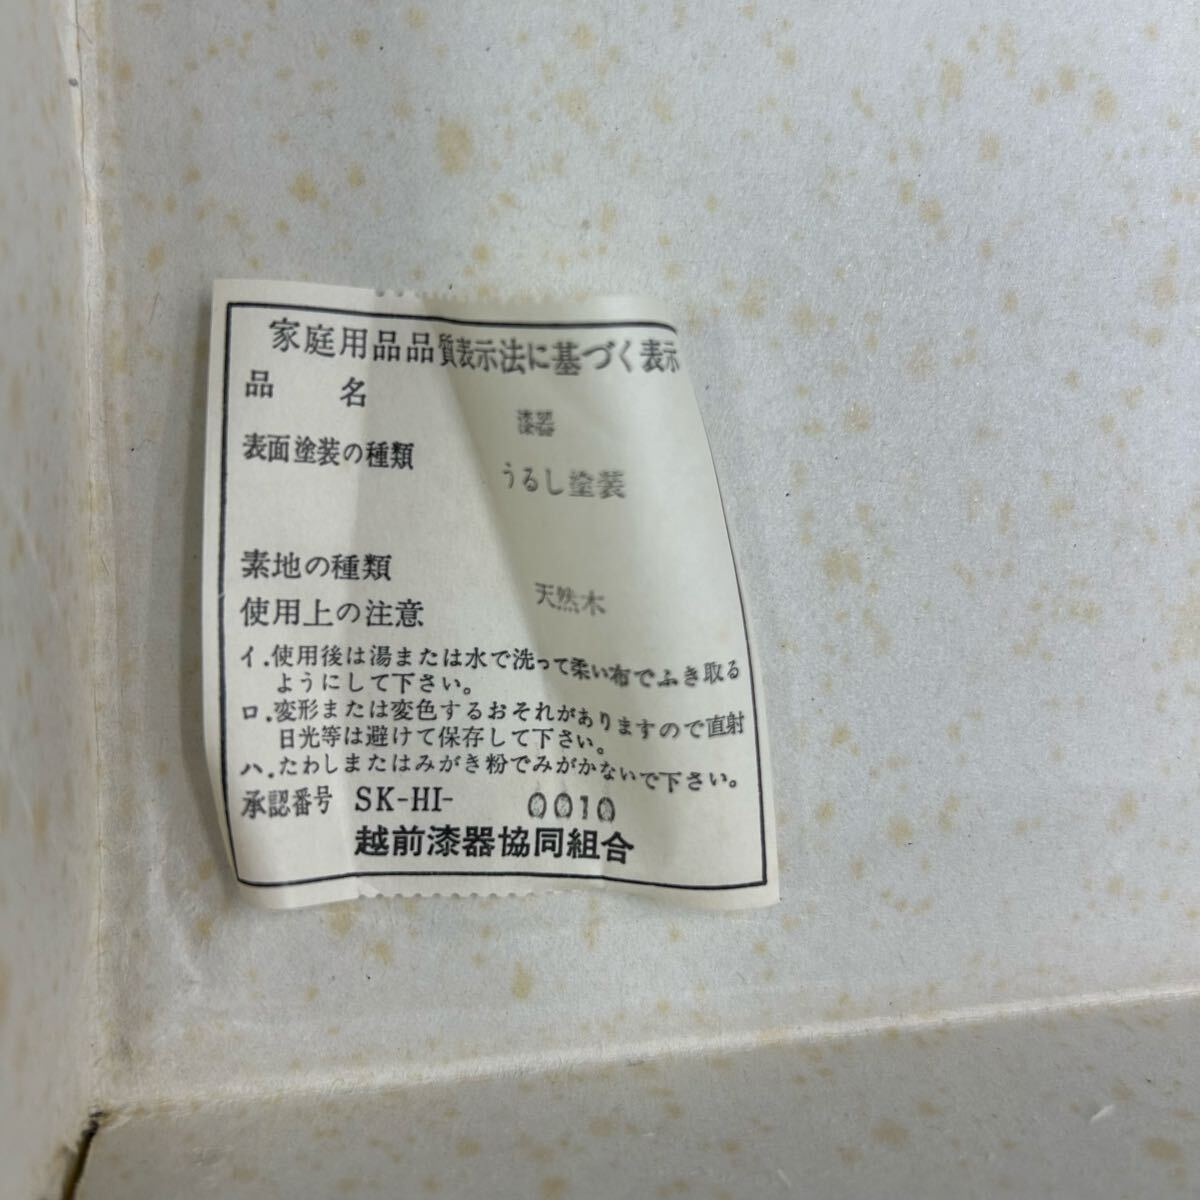 家庭用品品質表示法に基づく表示
品 名 漆器
表面塗装の種類 うるし塗装
素地の種類 天然木
使用上の注意
イ.使用後は湯または水で洗って柔い布でふき取る
ようにして下さい。
ロ.変形または変色するおそれがありますので直射
日光等は避けて保存して下さい。
ハ.たわしまたはみがき粉でみがかないで下さい。
承認番号 SK-HI- 0010
越前漆器協同組合